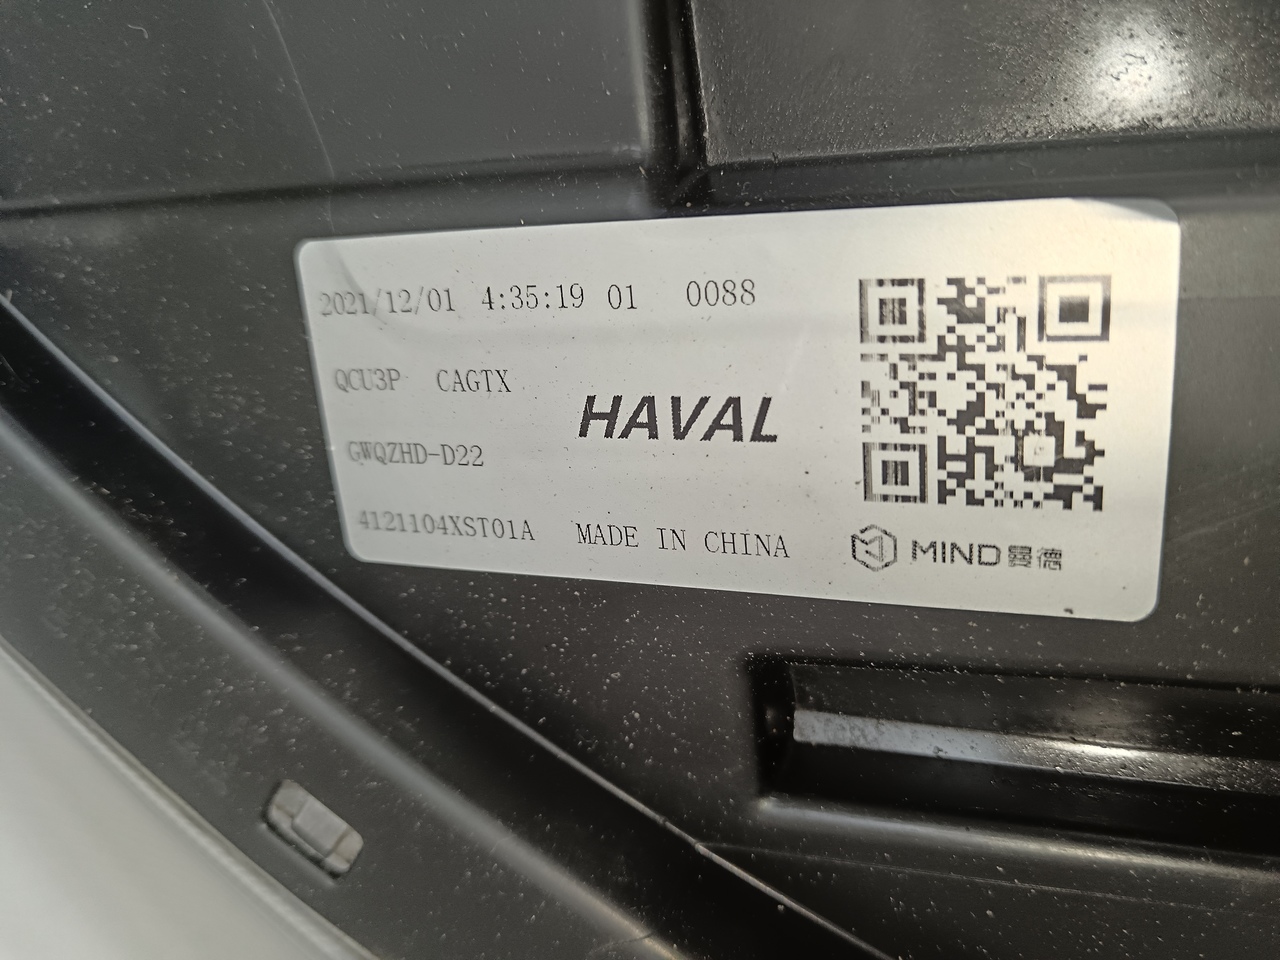 2021/12/01 4:35:19 01 0088
QCU3P CAGTX
HAVAL
GWQZHD-D22
4121104XST01A MADE IN CHINA
MIND 曼德